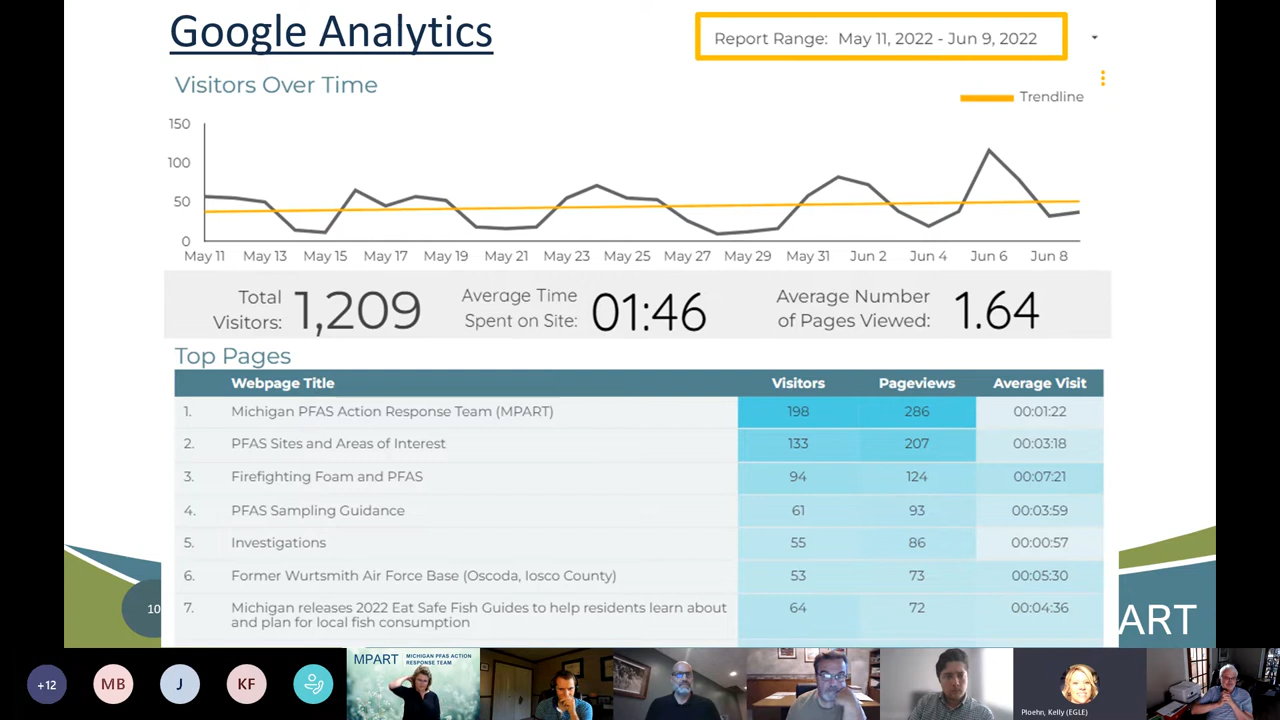 Google Analytics
Report Range: May 11, 2022 - Jun 9, 2022
Visitors Over Time
Trendline
150
100
50
0
May 11 May 13 May 15 May 17 May 19 May 21 May 23 May 25 May 27 May 29 May 31 Jun 2 Jun 4 Jun 6 Jun 8
Total Visitors: 1,209
Average Time Spent on Site: 01:46
Average Number of Pages Viewed: 1.64
Top Pages
Webpage Title Visitors Pageviews Average Visit
1. Michigan PFAS Action Response Team (MPART) 198 286 00:01:22
2. PFAS Sites and Areas of Interest 133 207 00:03:18
3. Firefighting Foam and PFAS 94 124 00:07:21
4. PFAS Sampling Guidance 61 93 00:03:59
5. Investigations 55 86 00:00:57
6. Former Wurtsmith Air Force Base (Oscoda, Iosco County) 53 73 00:05:30
7. Michigan releases 2022 Eat Safe Fish Guides to help residents learn about 64 72 00:04:36
and plan for local fish consumption
10
PART
+12 MB J KF
MPART MICHIGAN PFAS ACTION
RESPONSE TEAM
Ploehn, Kelly (EGLE)